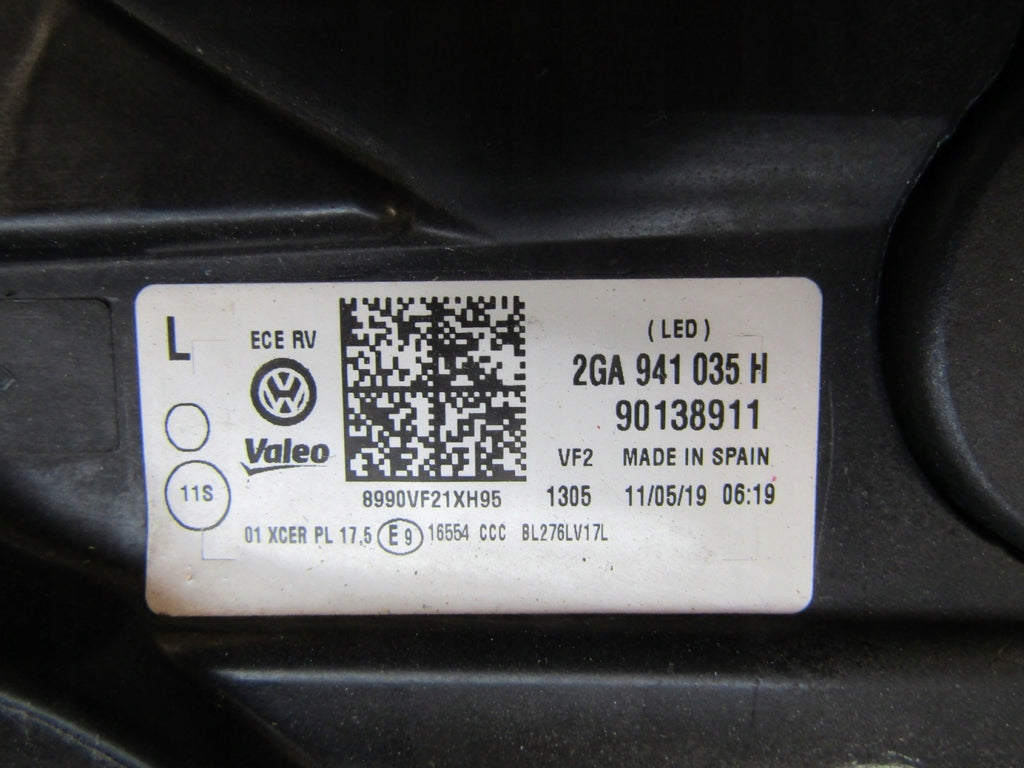 L
ECE RV
Valeo
11S
(LED)
2GA 941 035 H
90138911
VF2 MADE IN SPAIN
8990VF21XH95 1305 11/05/19 06:19
01 XCER PL 17,5 E9 16554 CCC BL276LV17L